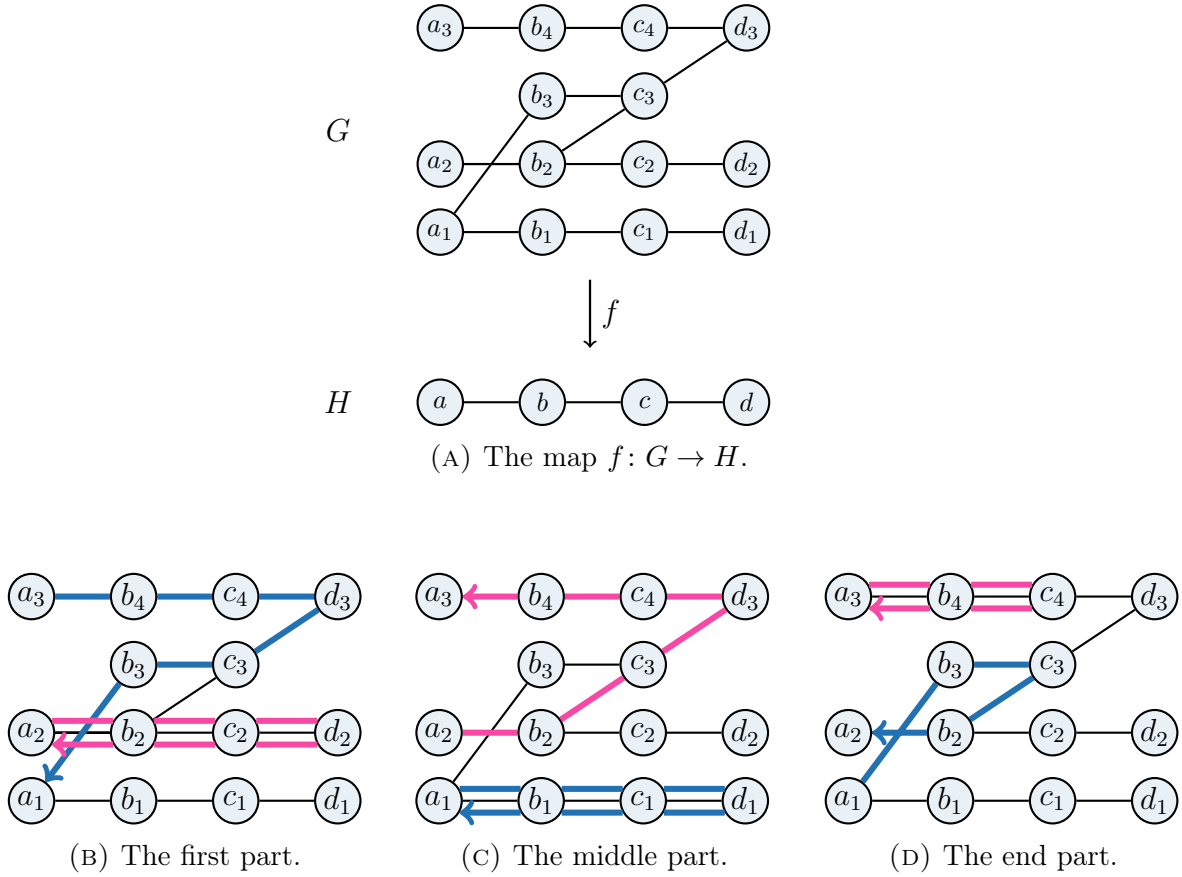 a₃ b₄ c₄ d₃
b₃ c₃
G
a₂ b₂ c₂ d₂
a₁ b₁ c₁ d₁
f
H a b c d
(A) The map f: G → H.
a₃ b₄ c₄ d₃
b₃ c₃
a₂ b₂ c₂ d₂
a₁ b₁ c₁ d₁
(B) The first part.
a₃ b₄ c₄ d₃
b₃ c₃
a₂ b₂ c₂ d₂
a₁ b₁ c₁ d₁
(C) The middle part.
a₃ b₄ c₄ d₃
b₃ c₃
a₂ b₂ c₂ d₂
a₁ b₁ c₁ d₁
(D) The end part.